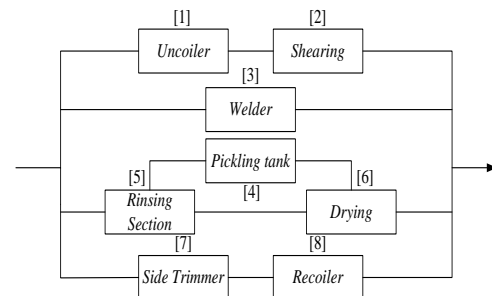 [1] [2]
Uncoiler Shearing
[3]
Welder
Pickling tank
[5] [4] [6]
Rinsing
Section
Drying
[7] [8]
Side Trimmer Recoiler